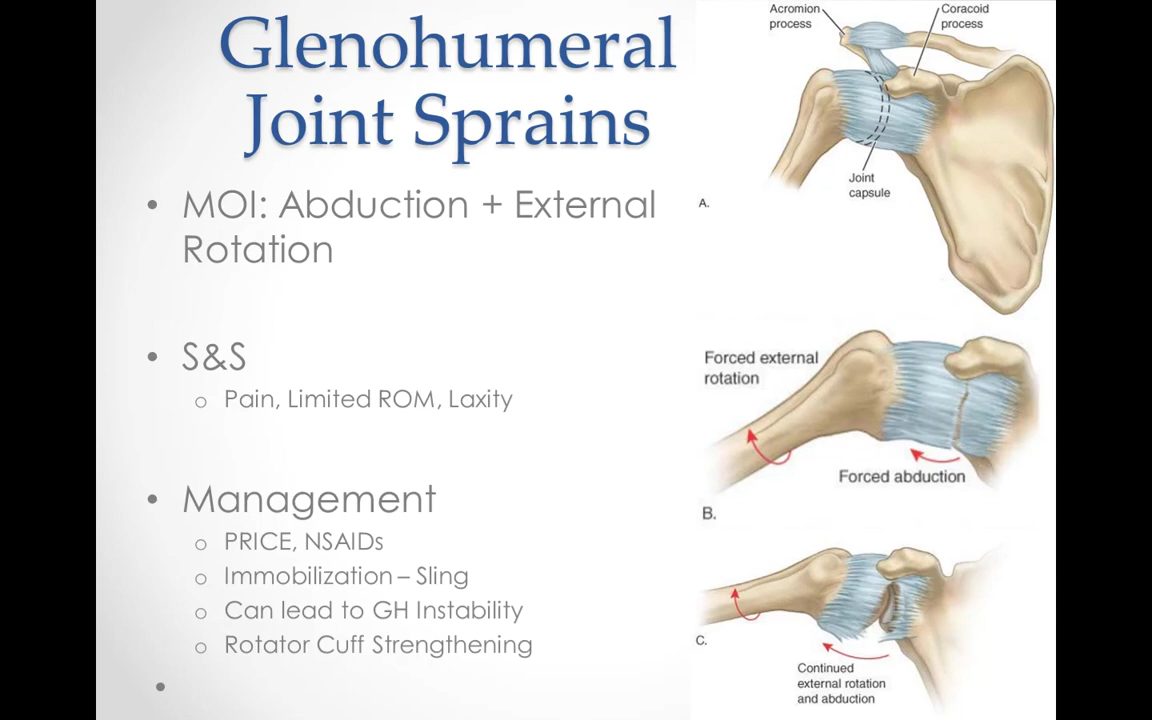 Glenohumeral
Joint Sprains
• MOI: Abduction + External
Rotation
• S&S
o Pain, Limited ROM, Laxity
• Management
o PRICE, NSAIDs
o Immobilization – Sling
o Can lead to GH Instability
o Rotator Cuff Strengthening
•
Acromion
process
Coracoid
process
Joint
capsule
A.
Forced external
rotation
Forced abduction
B.
C.
Continued
external rotation
and abduction